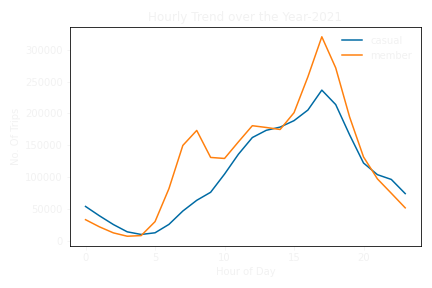 Hourly Trend over the Year-2021
casual
member
300000
250000
200000
150000
100000
50000
0
No. Of Trips
0 5 10 15 20
Hour of Day